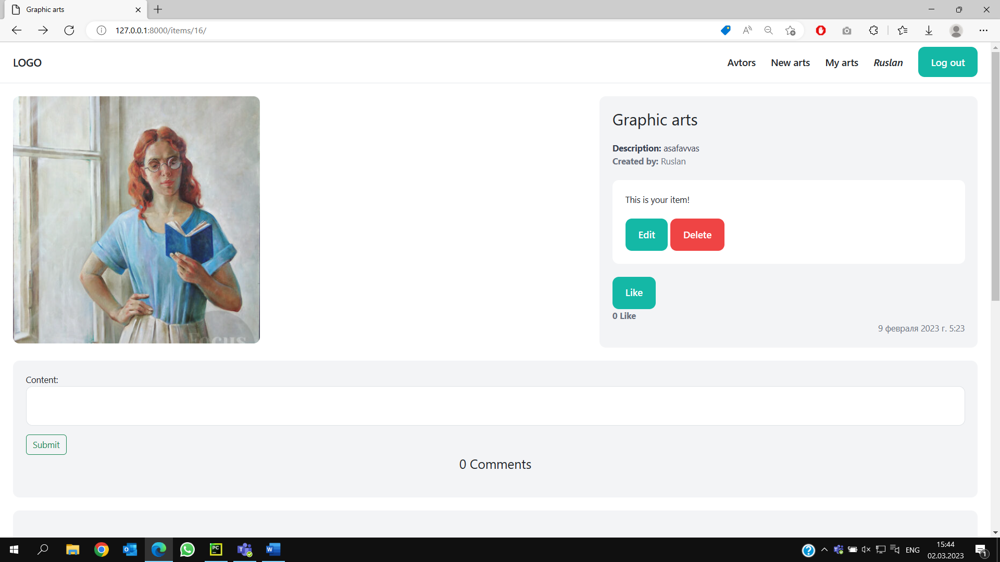 Graphic arts
127.0.0.1:8000/items/16/
LOGO
Avtors
New arts
My arts
Ruslan
Log out
Focus
Graphic arts
Description: asafavvas
Created by: Ruslan
This is your item!
Edit
Delete
Like
0 Like
9 февраля 2023 г. 5:23
Content:
Submit
0 Comments
ENG
15:44
02.03.2023
1